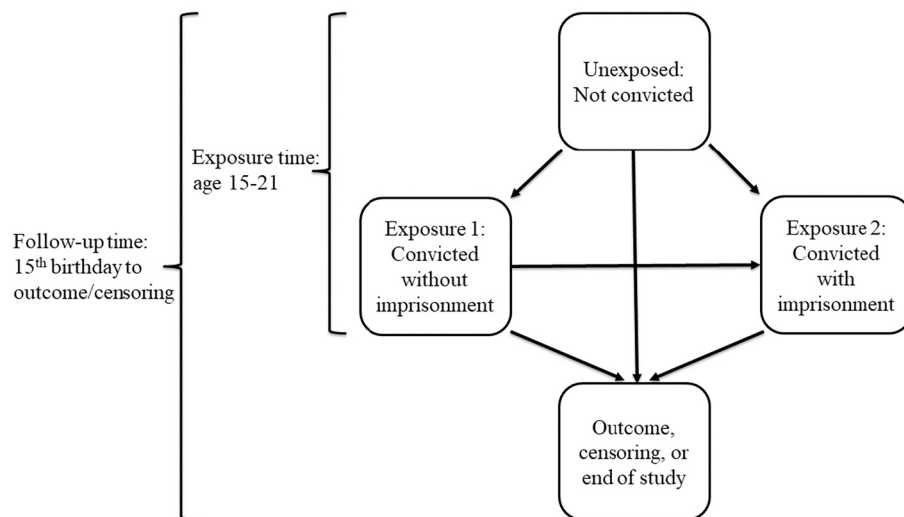 Unexposed:
Not convicted
Exposure time:
age 15-21
Exposure 1:
Convicted
without
imprisonment
Exposure 2:
Convicted
with
imprisonment
Follow-up time:
15th birthday to
outcome/censoring
Outcome,
censoring, or
end of study